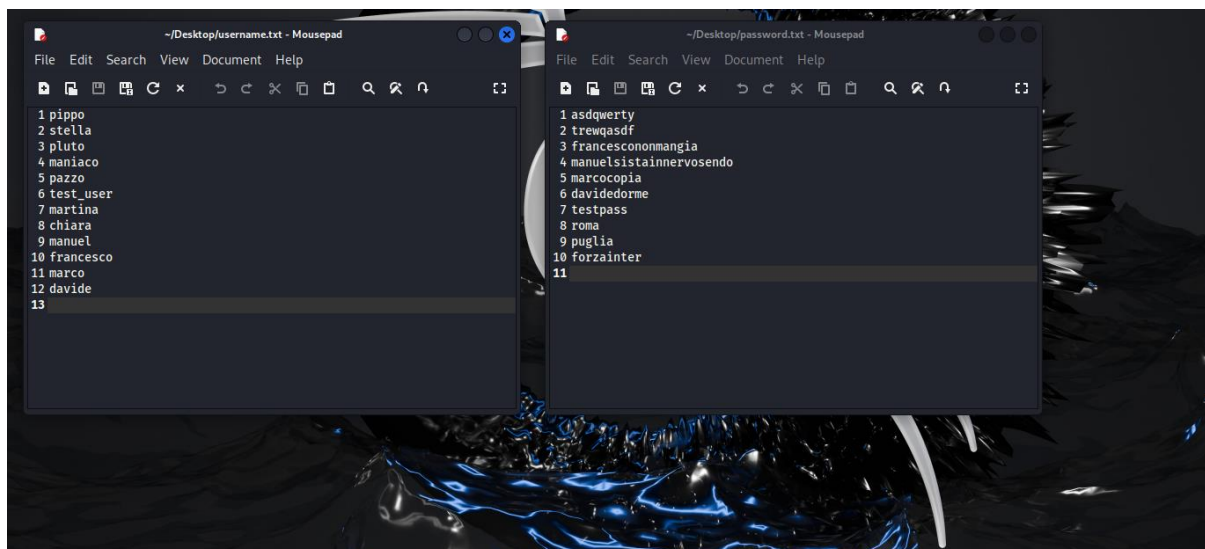 ~/Desktop/username.txt - Mousepad
File Edit Search View Document Help
1 pippo
2 stella
3 pluto
4 maniaco
5 pazzo
6 test_user
7 martina
8 chiara
9 manuel
10 francesco
11 marco
12 davide
13
~/Desktop/password.txt - Mousepad
File Edit Search View Document Help
1 asdqwerty
2 trewqasdf
3 francescononmangia
4 manuelsistainnervosendo
5 marcocopia
6 davidedorme
7 testpass
8 roma
9 puglia
10 forzainter
11